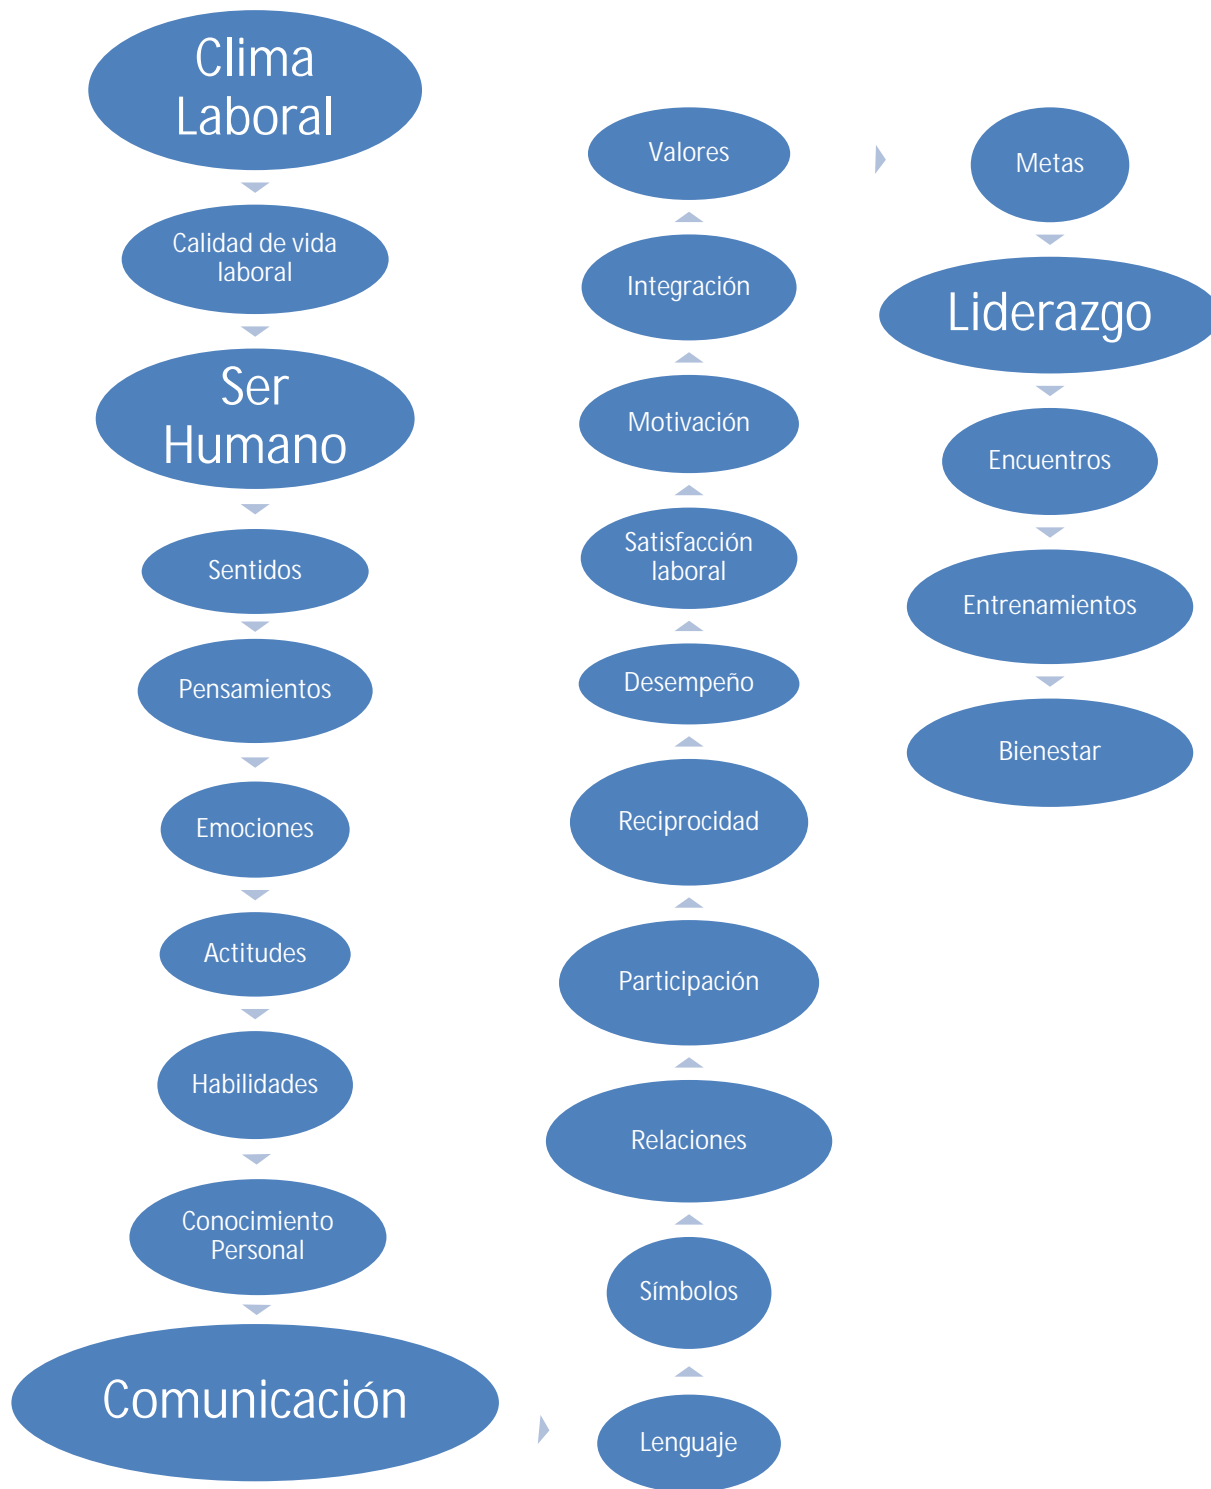 Clima
Laboral
Calidad de vida
laboral
Ser
Humano
Sentidos
Pensamientos
Emociones
Actitudes
Habilidades
Conocimiento
Personal
Comunicación
Lenguaje
Símbolos
Relaciones
Participación
Reciprocidad
Desempeño
Satisfacción
laboral
Motivación
Integración
Valores
Metas
Liderazgo
Encuentros
Entrenamientos
Bienestar